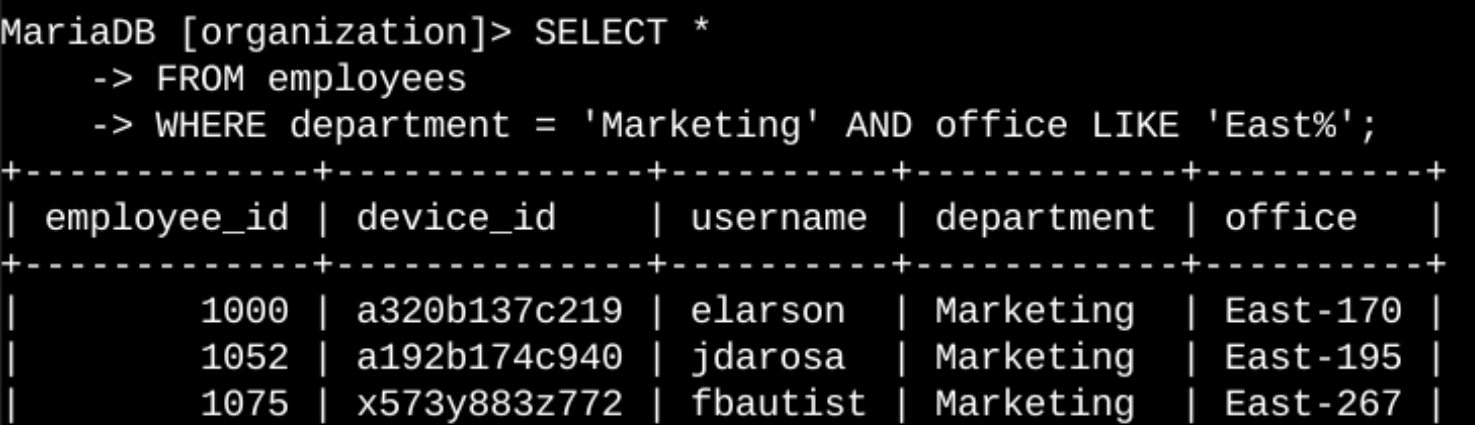 MariaDB [organization]> SELECT *
    -> FROM employees
    -> WHERE department = 'Marketing' AND office LIKE 'East%';
+-------------+--------------+----------+------------+----------+
| employee_id | device_id    | username | department | office   |
+-------------+--------------+----------+------------+----------+
|        1000 | a320b137c219 | elarson  | Marketing  | East-170 |
|        1052 | a192b174c940 | jdarosa  | Marketing  | East-195 |
|        1075 | x573y883z772 | fbautist | Marketing  | East-267 |